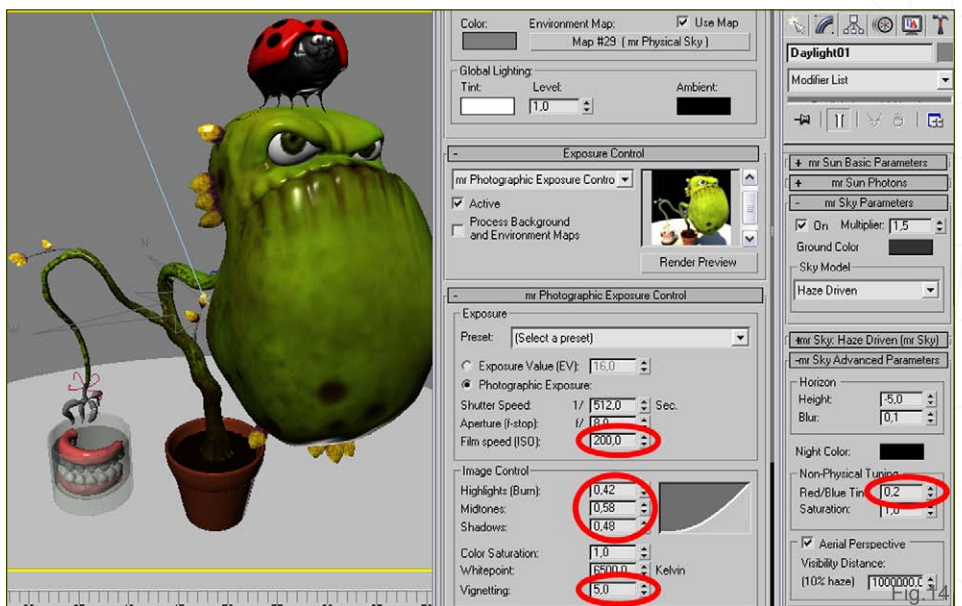 Color: Environment Map: Use Map
Map #29 ( mr Physical Sky )
Global Lighting:
Tint: Level: Ambient:
1,0
- Exposure Control
mr Photographic Exposure Contro
Active
Process Background
and Environment Maps
Render Preview
- mr Photographic Exposure Control
Exposure
Preset: (Select a preset)
Exposure Value (EV): 16,0
Photographic Exposure:
Shutter Speed: 1/ 512,0 Sec.
Aperture (f-stop): f/ 8,0
Film speed (ISO): 200,0
Image Control
Highlights (Burn): 0,42
Midtones: 0,58
Shadows: 0,48
Color Saturation: 1,0
Whitepoint: 6500,0 Kelvin
Vignetting: 5,0
Daylight01
Modifier List
+ mr Sun Basic Parameters
+ mr Sun Photons
- mr Sky Parameters
On Multiplier: 1,5
Ground Color
Sky Model
Haze Driven
+mr Sky: Haze Driven (mr Sky)
-mr Sky Advanced Parameters
Horizon
Height: -5,0
Blur: 0,1
Night Color:
Non-Physical Tuning
Red/Blue Tin 0,2
Saturation: 1,0
Aerial Perspective
Visibility Distance:
(10% haze) 1000000,0
Fig.14
N
W